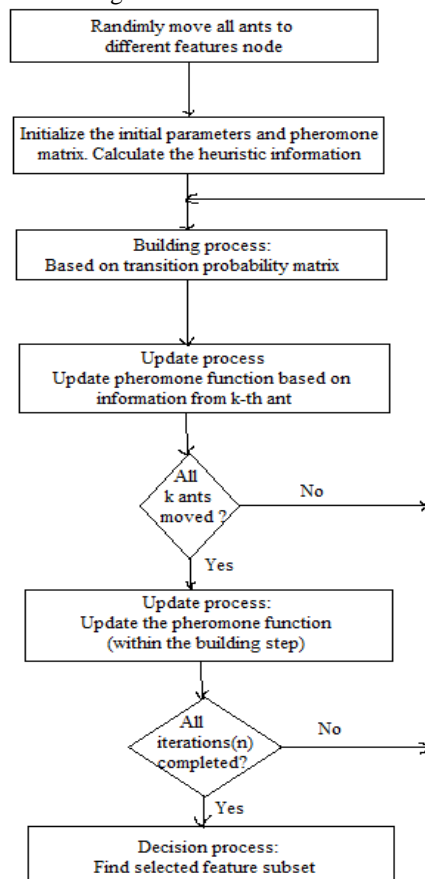 Randimly move all ants to
different features node
Initialize the initial parameters and pheromone
matrix. Calculate the heuristic information
Building process:
Based on transition probability matrix
Update process
Update pheromone function based on
information from k-th ant
All
k ants
moved ?
No
Yes
Update process:
Update the pheromone function
(within the building step)
All
iterations(n)
completed?
No
Yes
Decision process:
Find selected feature subset